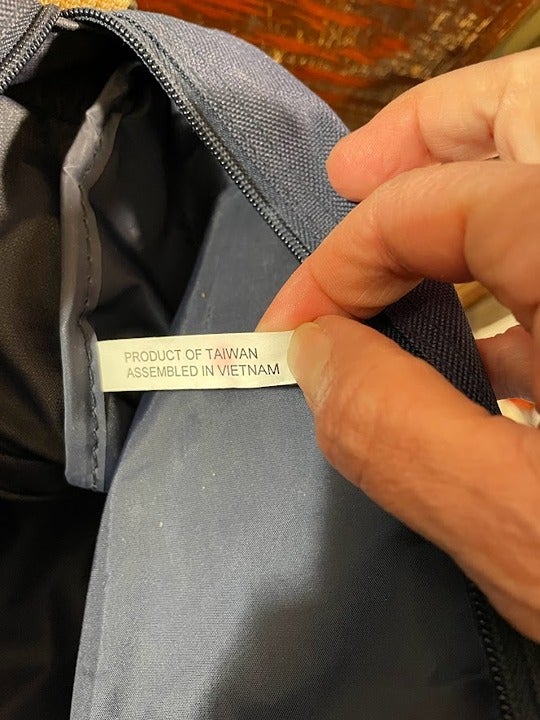 PRODUCT OF TAIWAN
ASSEMBLED IN VIETNAM